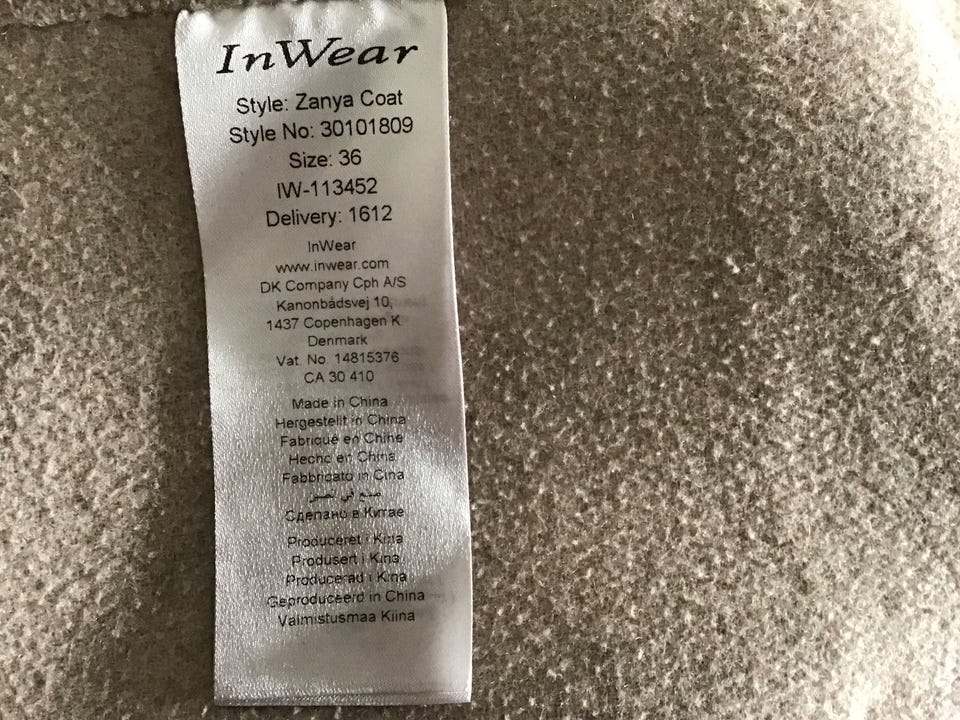 InWear
Style: Zanya Coat
Style No: 30101809
Size: 36
IW-113452
Delivery: 1612
InWear
www.inwear.com
DK Company Cph A/S
Kanonbådsvej 10,
1437 Copenhagen K
Denmark
Vat. No. 14815376
CA 30 410
Made in China
Hergestellt in China
Fabriqué en Chine
Hecho en China
Fabbricato in Cina
صنع في الصين
Сделано в Китае
Produceret i Kina
Produsert i Kina
Producerad i Kina
Geproduceerd in China
Valmistusmaa Kiina